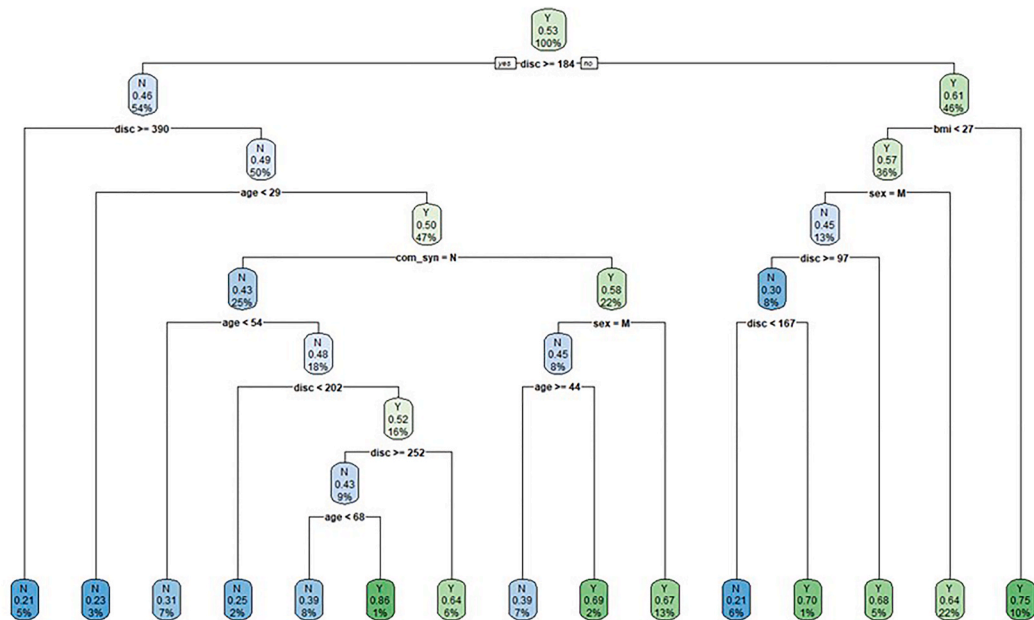 Y
0.53
100%
yes disc >= 184 no
N
0.46
54%
Y
0.61
46%
disc >= 390
bmi < 27
N
0.49
50%
Y
0.57
36%
age < 29
sex = M
Y
0.50
47%
N
0.45
13%
com_syn = N
disc >= 97
N
0.43
25%
Y
0.58
22%
N
0.30
8%
age < 54
sex = M
disc < 167
N
0.48
18%
N
0.45
8%
disc < 202
age >= 44
Y
0.52
16%
disc >= 252
N
0.43
9%
age < 68
N
0.21
5%
N
0.23
3%
N
0.31
7%
N
0.25
2%
N
0.39
8%
Y
0.86
1%
Y
0.64
6%
N
0.39
7%
Y
0.69
2%
Y
0.67
13%
N
0.21
6%
Y
0.70
1%
Y
0.68
5%
Y
0.64
22%
Y
0.75
10%